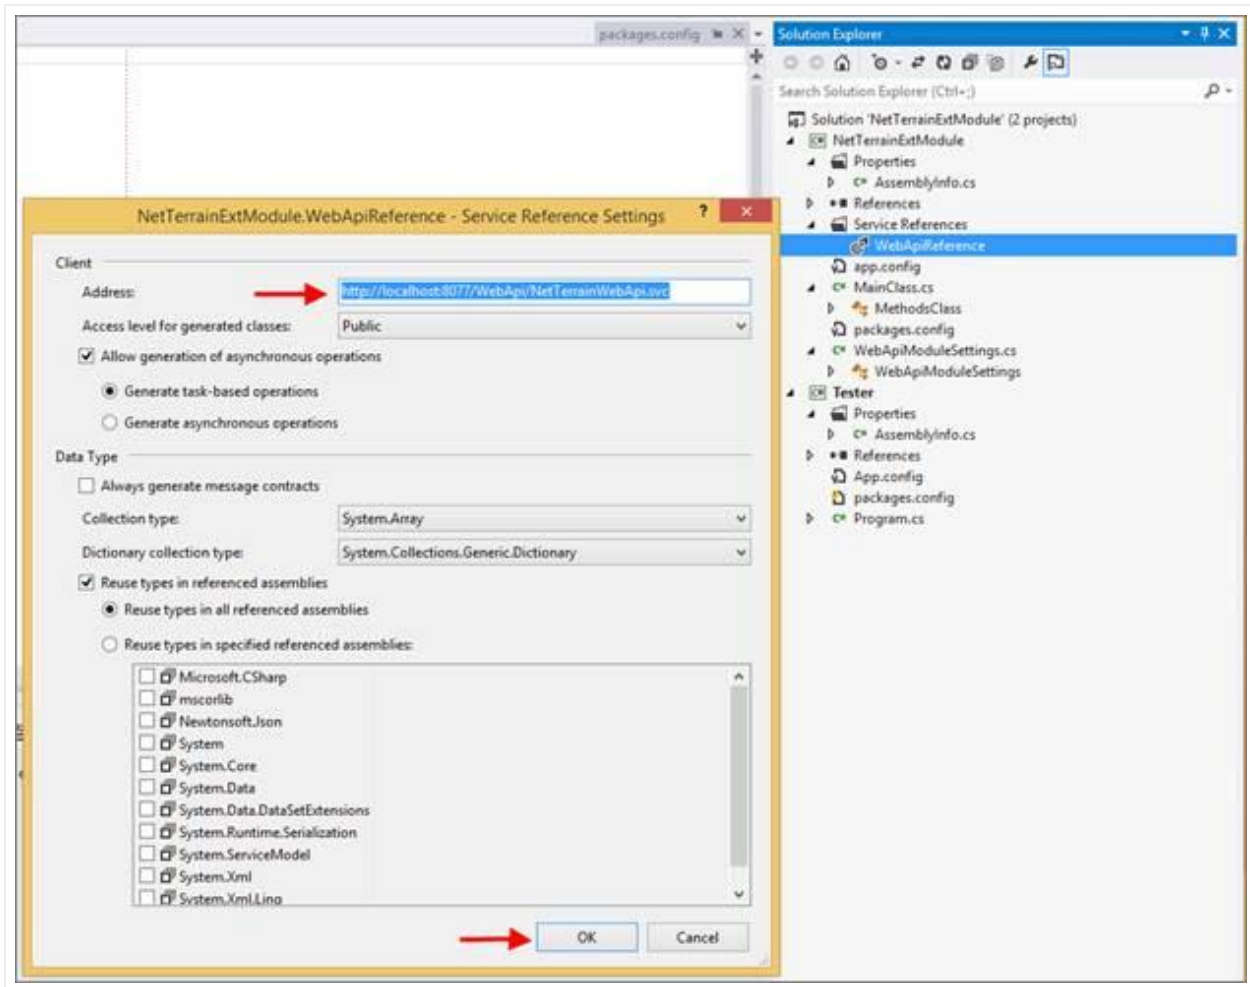 packages.config
Solution Explorer
Search Solution Explorer (Ctrl+;)
Solution 'NetTerrainExtModule' (2 projects)
NetTerrainExtModule
Properties
C# AssemblyInfo.cs
References
Service References
WebApiReference
app.config
C# MainClass.cs
MethodsClass
packages.config
C# WebApiModuleSettings.cs
WebApiModuleSettings
Tester
Properties
C# AssemblyInfo.cs
References
App.config
packages.config
C# Program.cs
NetTerrainExtModule.WebApiReference - Service Reference Settings ?
Client
Address: http://localhost:8077/WebApi/NetTerrainWebApi.svc
Access level for generated classes: Public
Allow generation of asynchronous operations
Generate task-based operations
Generate asynchronous operations
Data Type
Always generate message contracts
Collection type: System.Array
Dictionary collection type: System.Collections.Generic.Dictionary
Reuse types in referenced assemblies
Reuse types in all referenced assemblies
Reuse types in specified referenced assemblies:
Microsoft.CSharp
mscorlib
Newtonsoft.Json
System
System.Core
System.Data
System.Data.DataSetExtensions
System.Runtime.Serialization
System.ServiceModel
System.Xml
System.Xml.Linq
OK Cancel